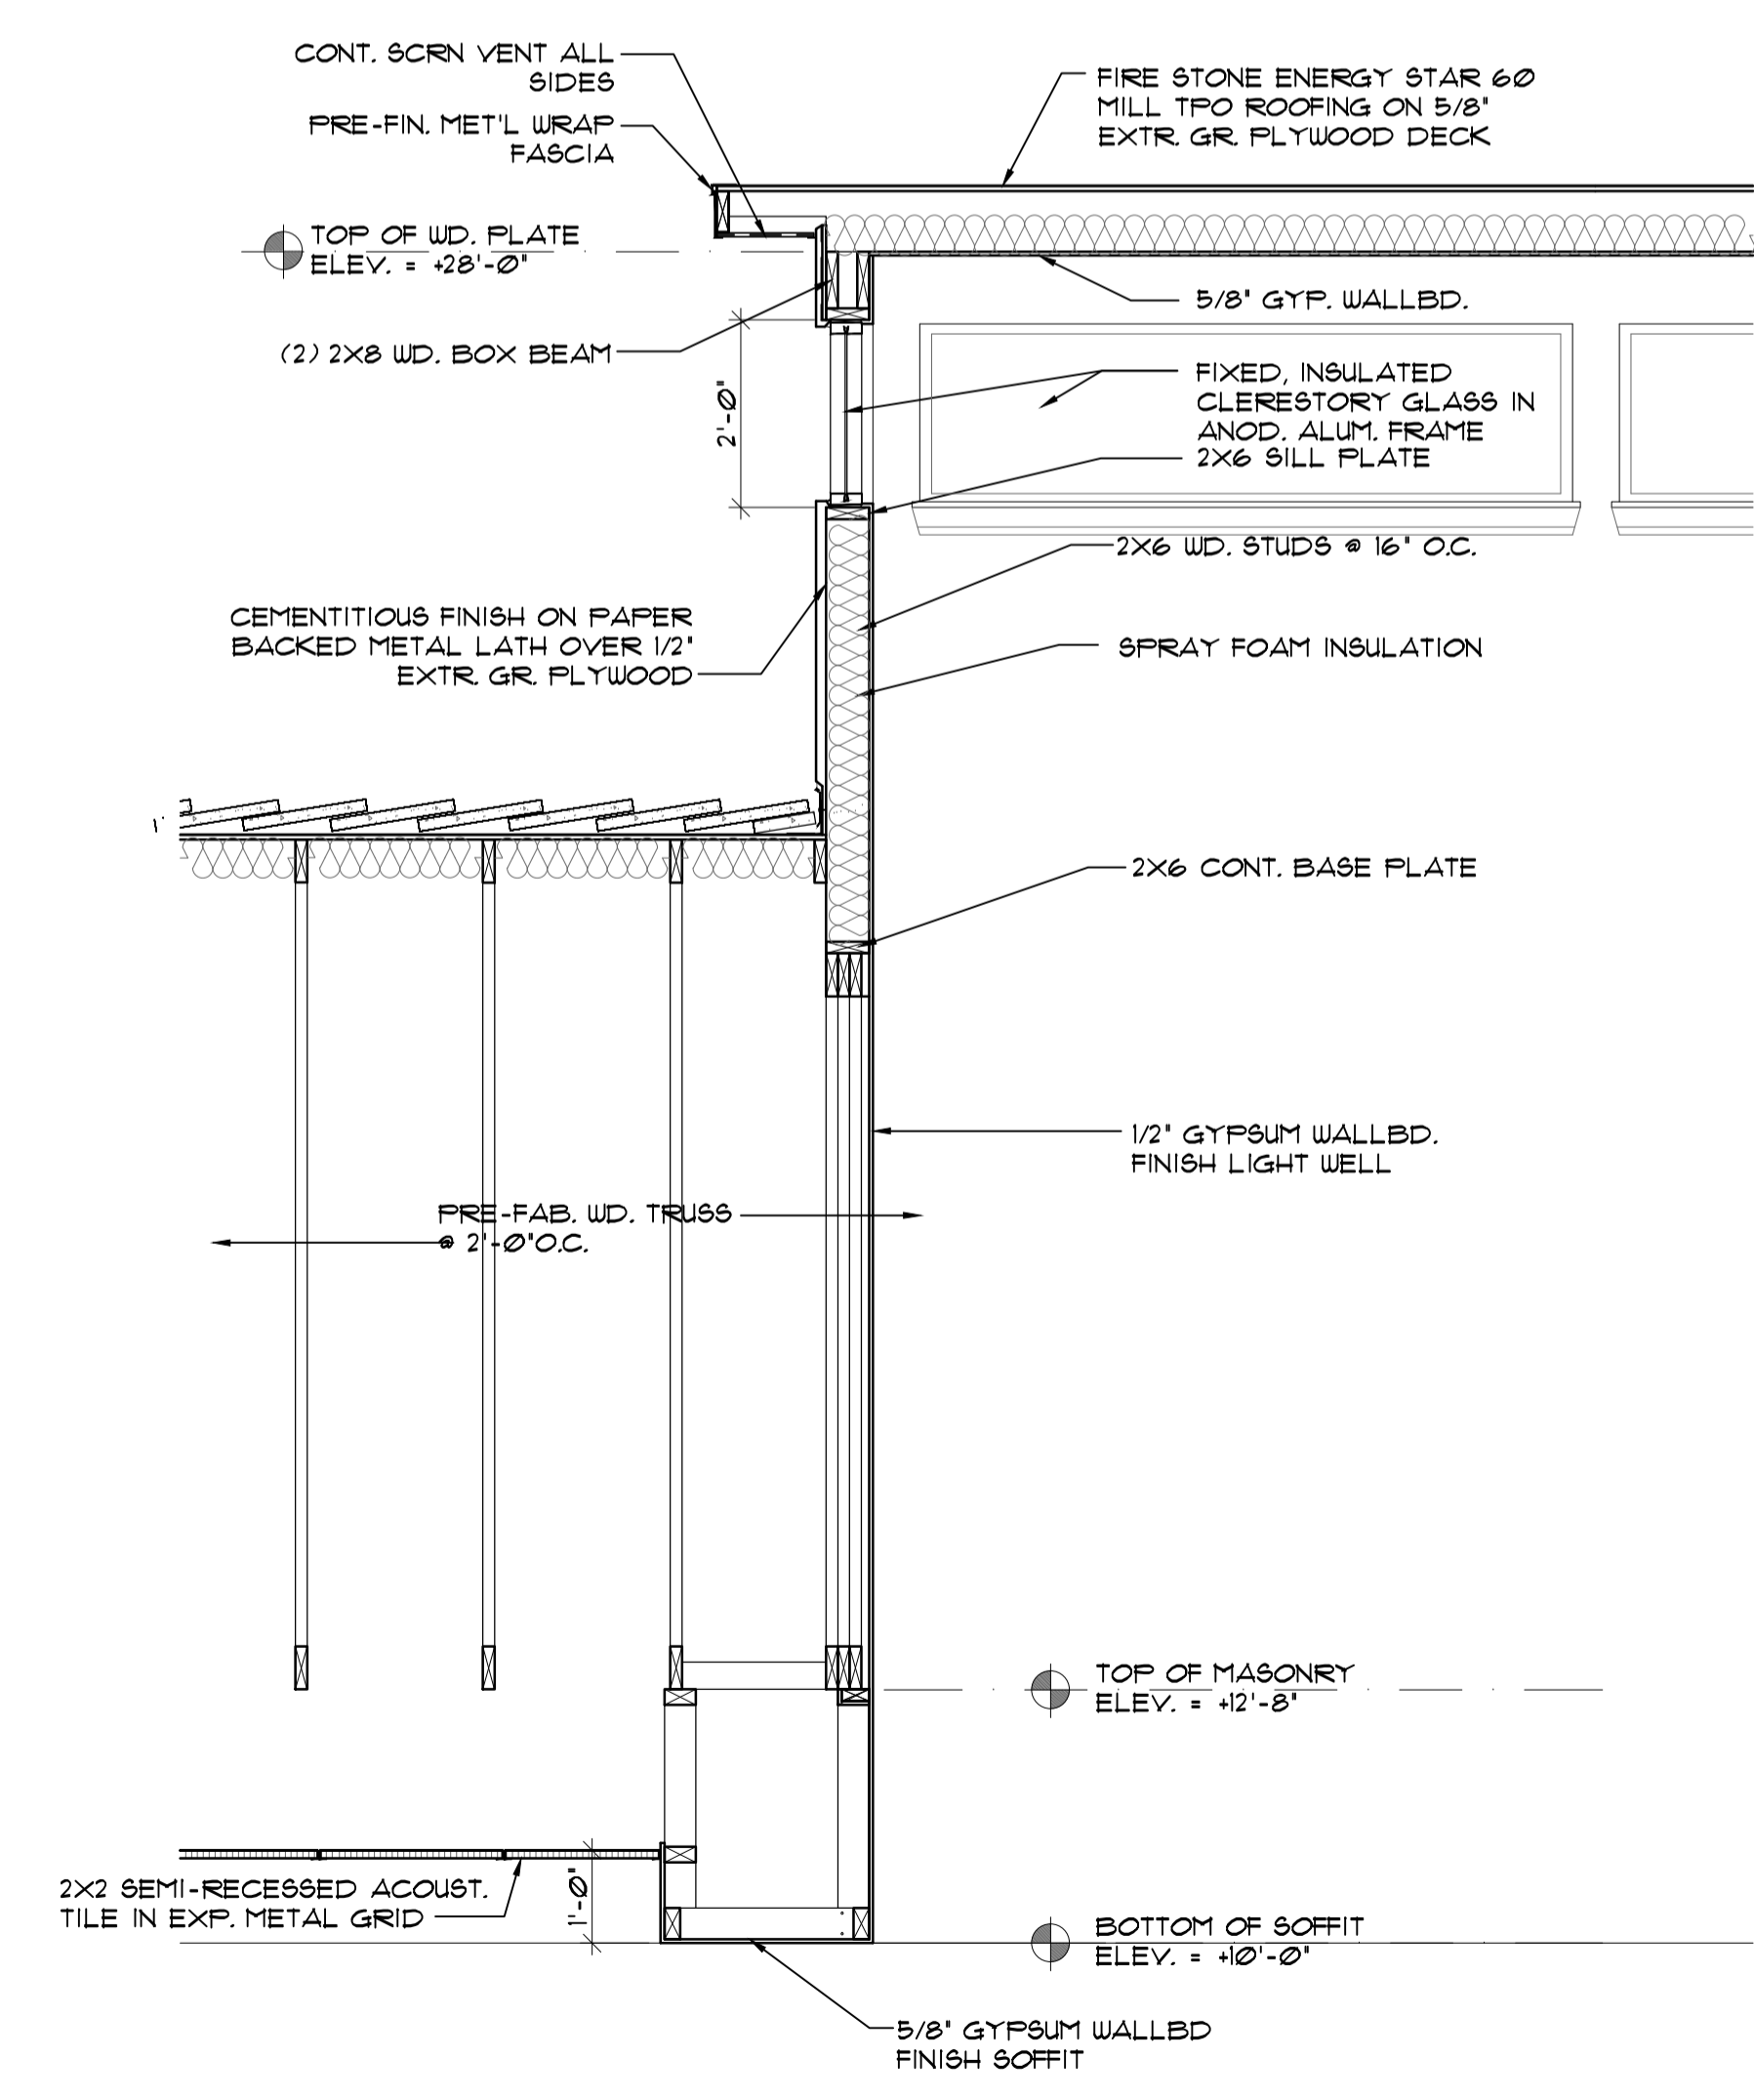 CONT. SCRN VENT ALL
SIDES
PRE-FIN. MET'L WRAP
FASCIA
FIRE STONE ENERGY STAR 60
MILL TPO ROOFING ON 5/8"
EXTR. GR. PLYWOOD DECK
TOP OF WD. PLATE
ELEV. = +28'-0"
5/8" GYP. WALLBD.
(2) 2X8 WD. BOX BEAM
2'-0"
FIXED, INSULATED
CLERESTORY GLASS IN
ANOD. ALUM. FRAME
2X6 SILL PLATE
2X6 WD. STUDS @ 16" O.C.
CEMENTITIOUS FINISH ON PAPER
BACKED METAL LATH OVER 1/2"
EXTR. GR. PLYWOOD
SPRAY FOAM INSULATION
2X6 CONT. BASE PLATE
1/2" GYPSUM WALLBD.
FINISH LIGHT WELL
PRE-FAB. WD. TRUSS
@ 2'-0"O.C.
TOP OF MASONRY
ELEV. = +12'-8"
2X2 SEMI-RECESSED ACOUST.
TILE IN EXP. METAL GRID
1'-0"
BOTTOM OF SOFFIT
ELEV. = +10'-0"
5/8" GYPSUM WALLBD
FINISH SOFFIT